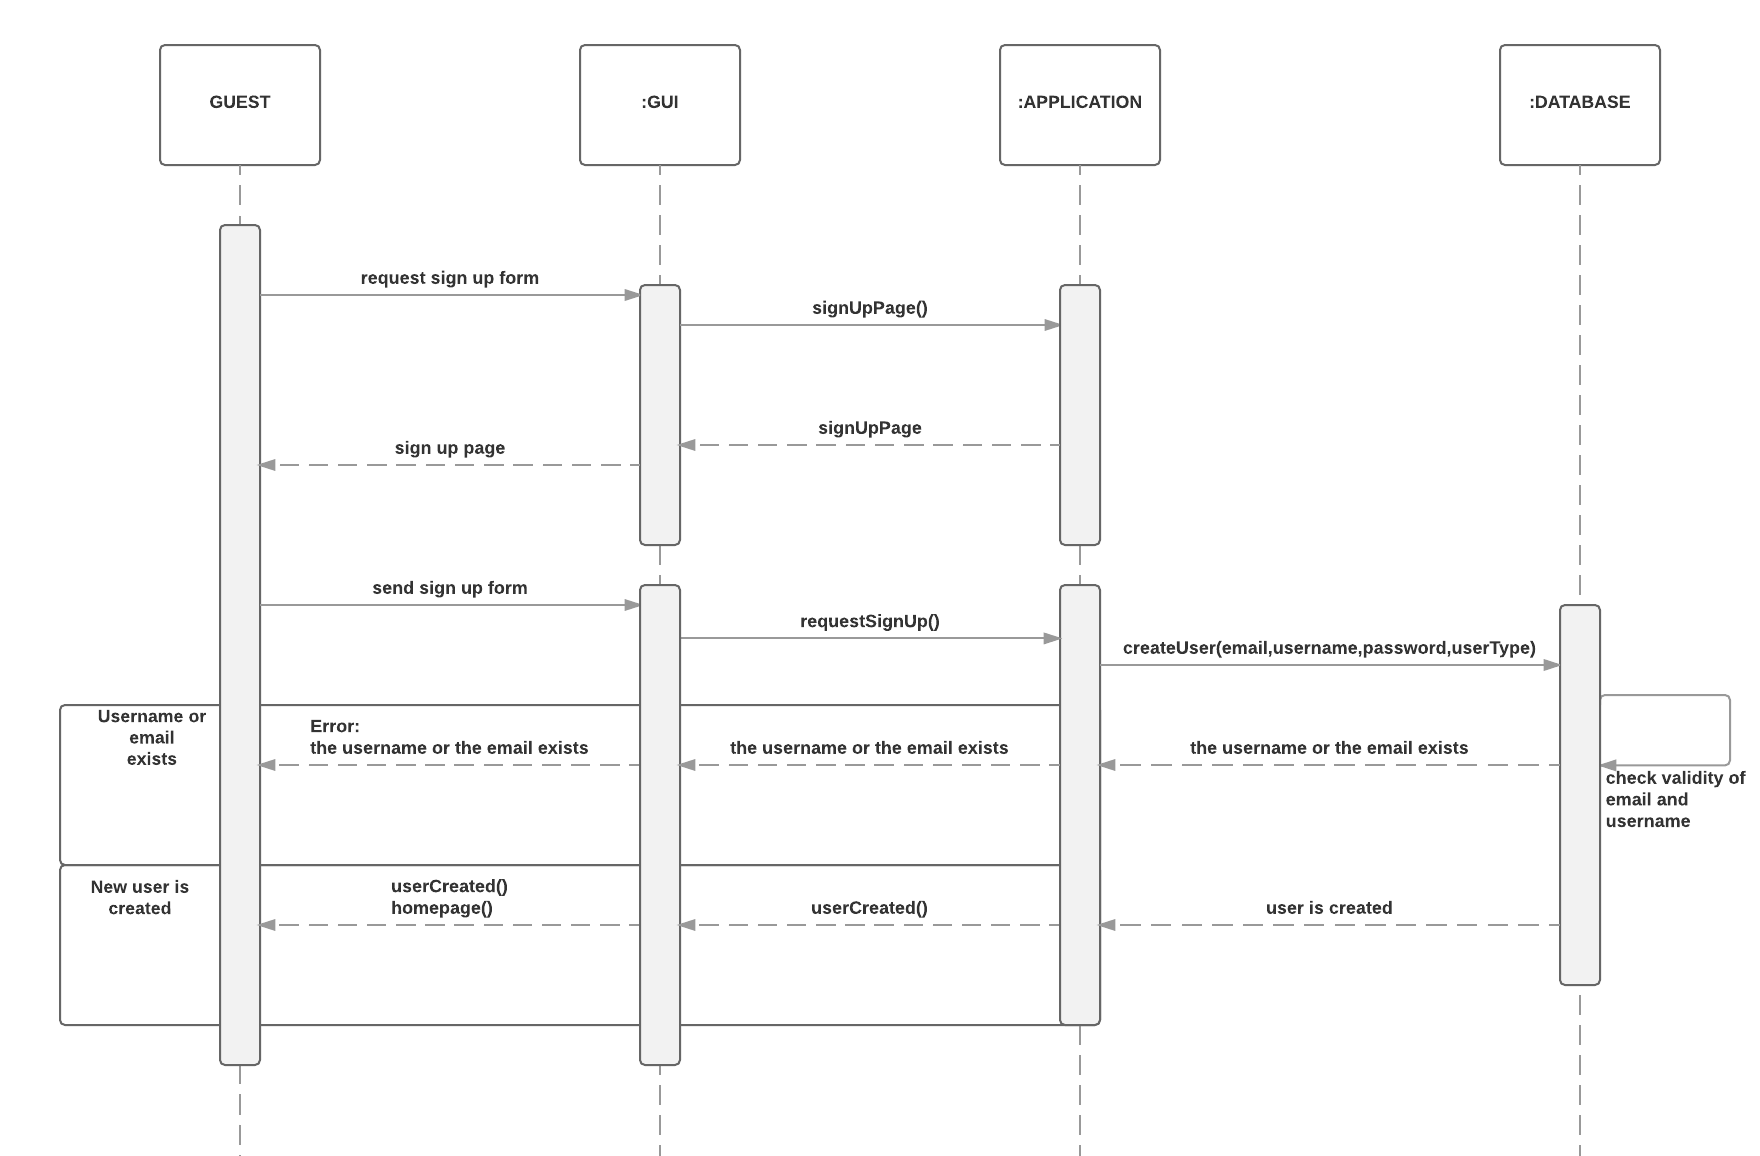 GUEST
:GUI
:APPLICATION
:DATABASE
request sign up form
signUpPage()
signUpPage
sign up page
send sign up form
requestSignUp()
createUser(email,username,password,userType)
Username or
email
exists
Error:
the username or the email exists
the username or the email exists
the username or the email exists
check validity of
email and
username
New user is
created
userCreated()
homepage()
userCreated()
user is created